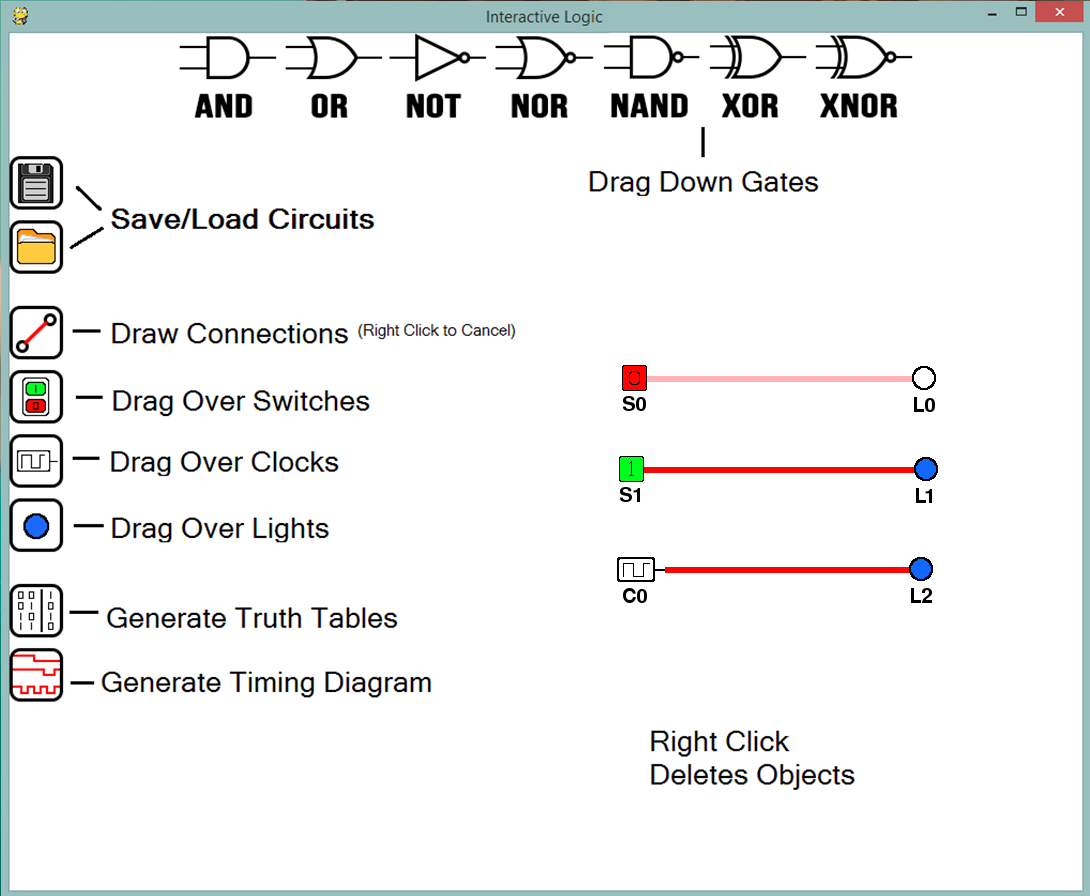 Interactive Logic
AND OR NOT NOR NAND XOR XNOR
Drag Down Gates
Save/Load Circuits
Draw Connections (Right Click to Cancel)
0
S0 L0
1
Drag Over Switches
1
0
Drag Over Clocks
S1 L1
Drag Over Lights
C0 L2
Generate Truth Tables
Generate Timing Diagram
Right Click
Deletes Objects